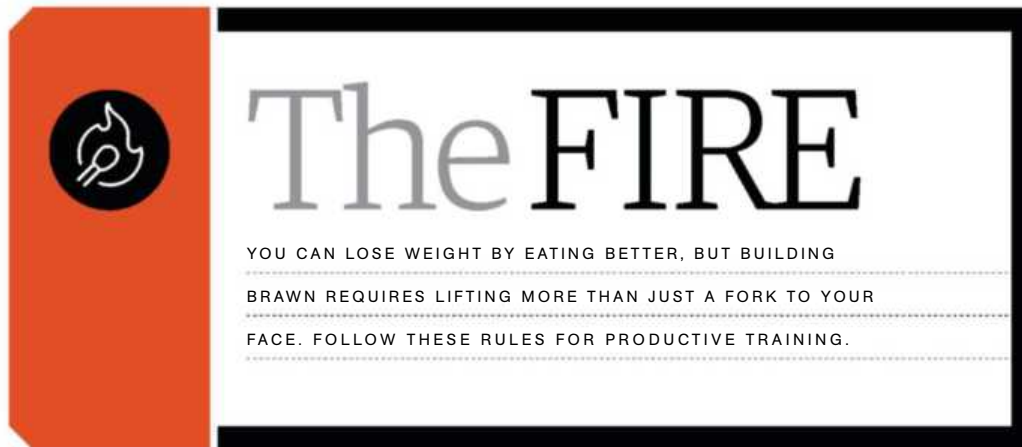 The FIRE
YOU CAN LOSE WEIGHT BY EATING BETTER, BUT BUILDING
BRAWN REQUIRES LIFTING MORE THAN JUST A FORK TO YOUR
FACE. FOLLOW THESE RULES FOR PRODUCTIVE TRAINING.